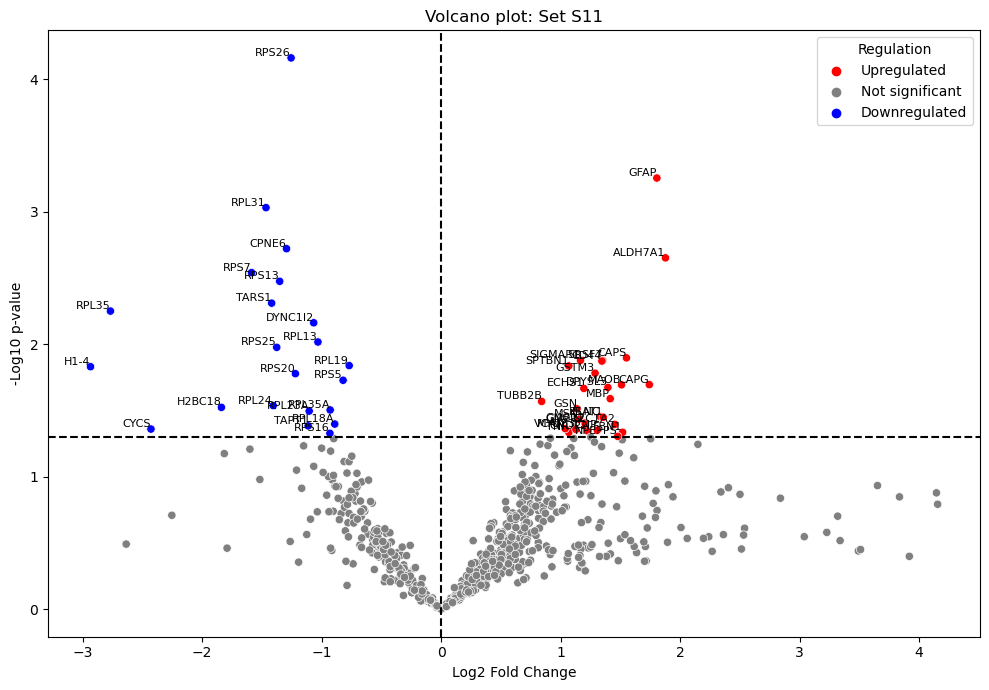 Volcano plot: Set S11
Regulation
Upregulated
Not significant
Downregulated
RPS26
GFAP
RPL31
CPNE6
ALDH7A1
RPS7
RPS13
TARS1
RPL35
DYNC1I2
RPL13
RPS25
CAPS
SPTBN1
H1-4
RPL19
GSTM3
RPS20
RPS5
ECHD1
MAOB
CAPG
MBP
TUBB2B
H2BC18
RPL24
RPL23A
RPL35A
GSN
RPL18A
CYCS
RPS16
4
3
2
1
0
−3
−2
−1
0
1
2
3
4
-Log10 p-value
Log2 Fold Change